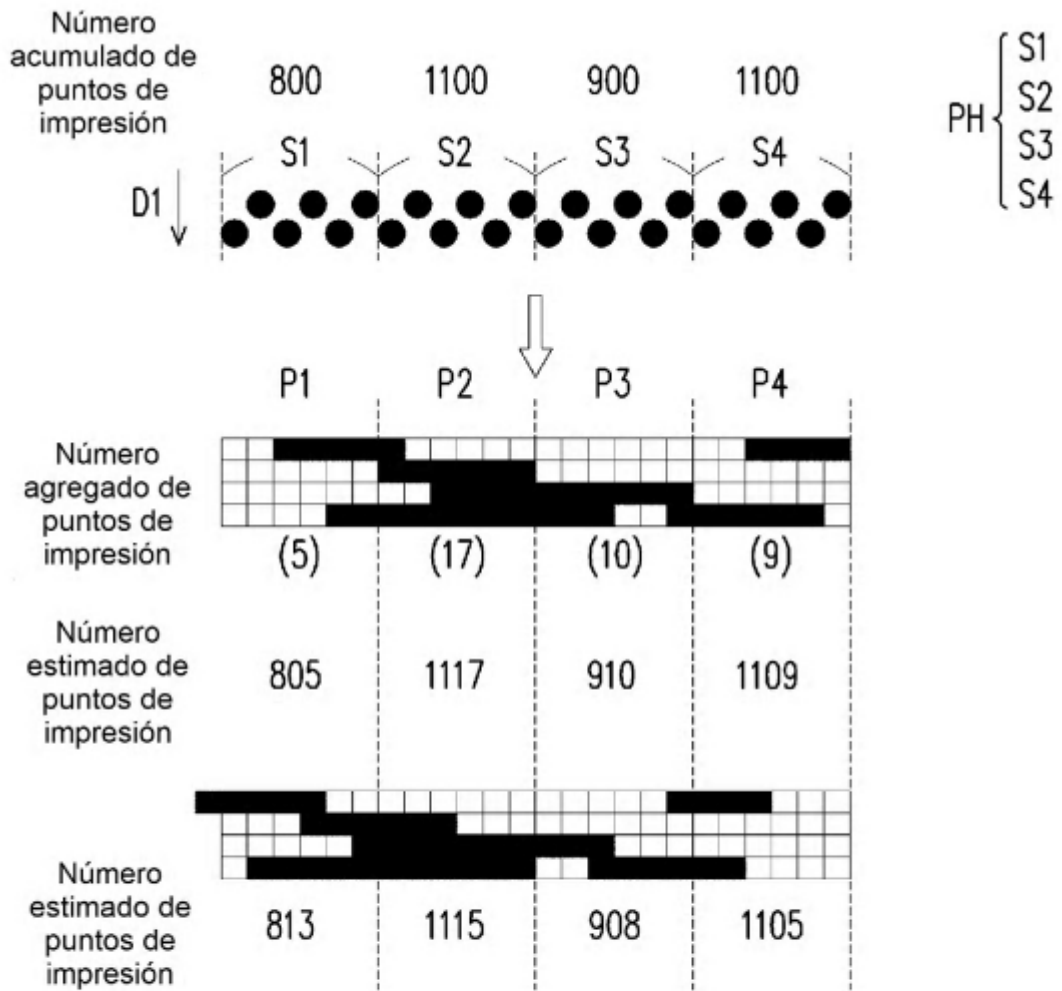 Número
acumulado de
puntos de
impresión
800 1100 900 1100
PH
S1
S2
S3
S4
S1 S2 S3 S4
D1
P1 P2 P3 P4
Número
agregado de
puntos de
impresión
(5) (17) (10) (9)
Número
estimado de
puntos de
impresión
805 1117 910 1109
Número
estimado de
puntos de
impresión
813 1115 908 1105